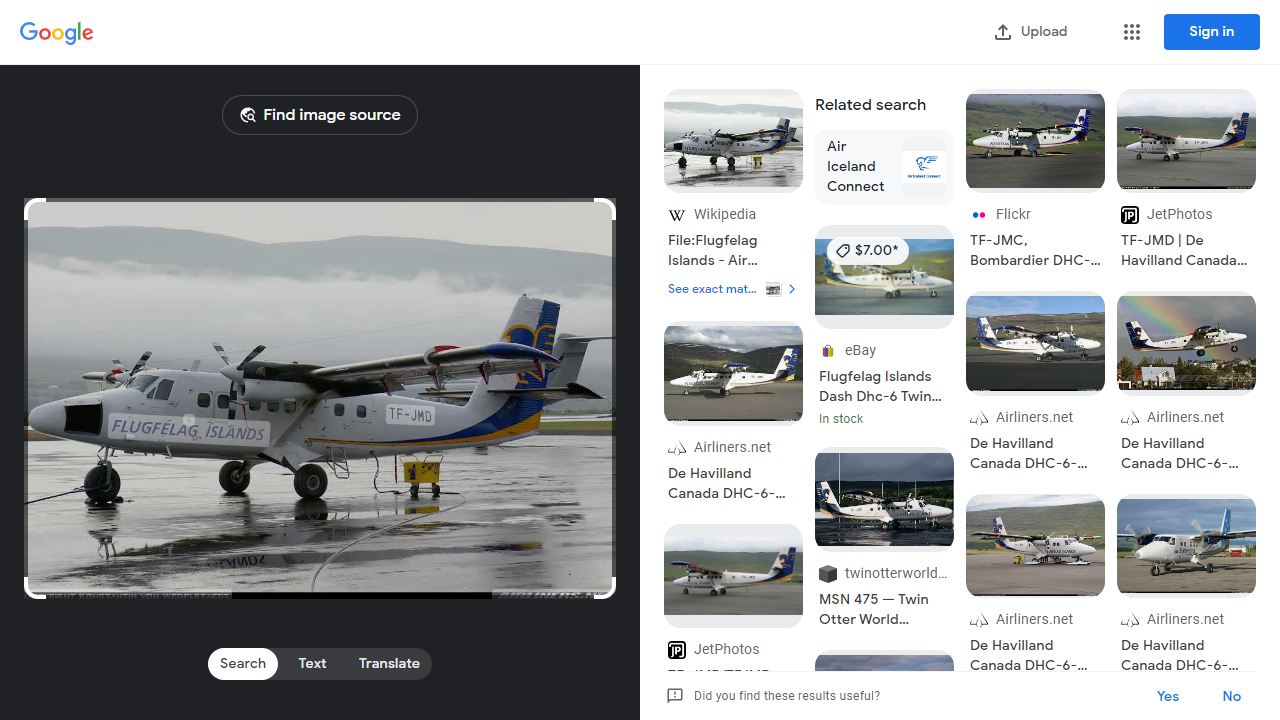 Google
Upload
Sign in
Find image source
FLUGFÉLAG ÍSLANDS
TF-JMD
Search
Text
Translate
Wikipedia
File:Flugfelag
Islands - Air...
See exact mat...
Airliners.net
De Havilland
Canada DHC-6-...
JetPhotos
Related search
Air
Iceland
Connect
$7.00*
eBay
Flugfelag Islands
Dash Dhc-6 Twin...
In stock
twinotterworld...
MSN 475 — Twin
Otter World...
Flickr
TF-JMC,
Bombardier DHC-...
Airliners.net
De Havilland
Canada DHC-6-...
Airliners.net
De Havilland
Canada DHC-6-...
JetPhotos
TF-JMD | De
Havilland Canada...
Airliners.net
De Havilland
Canada DHC-6-...
Airliners.net
De Havilland
Canada DHC-6-...
Did you find these results useful?
Yes
No